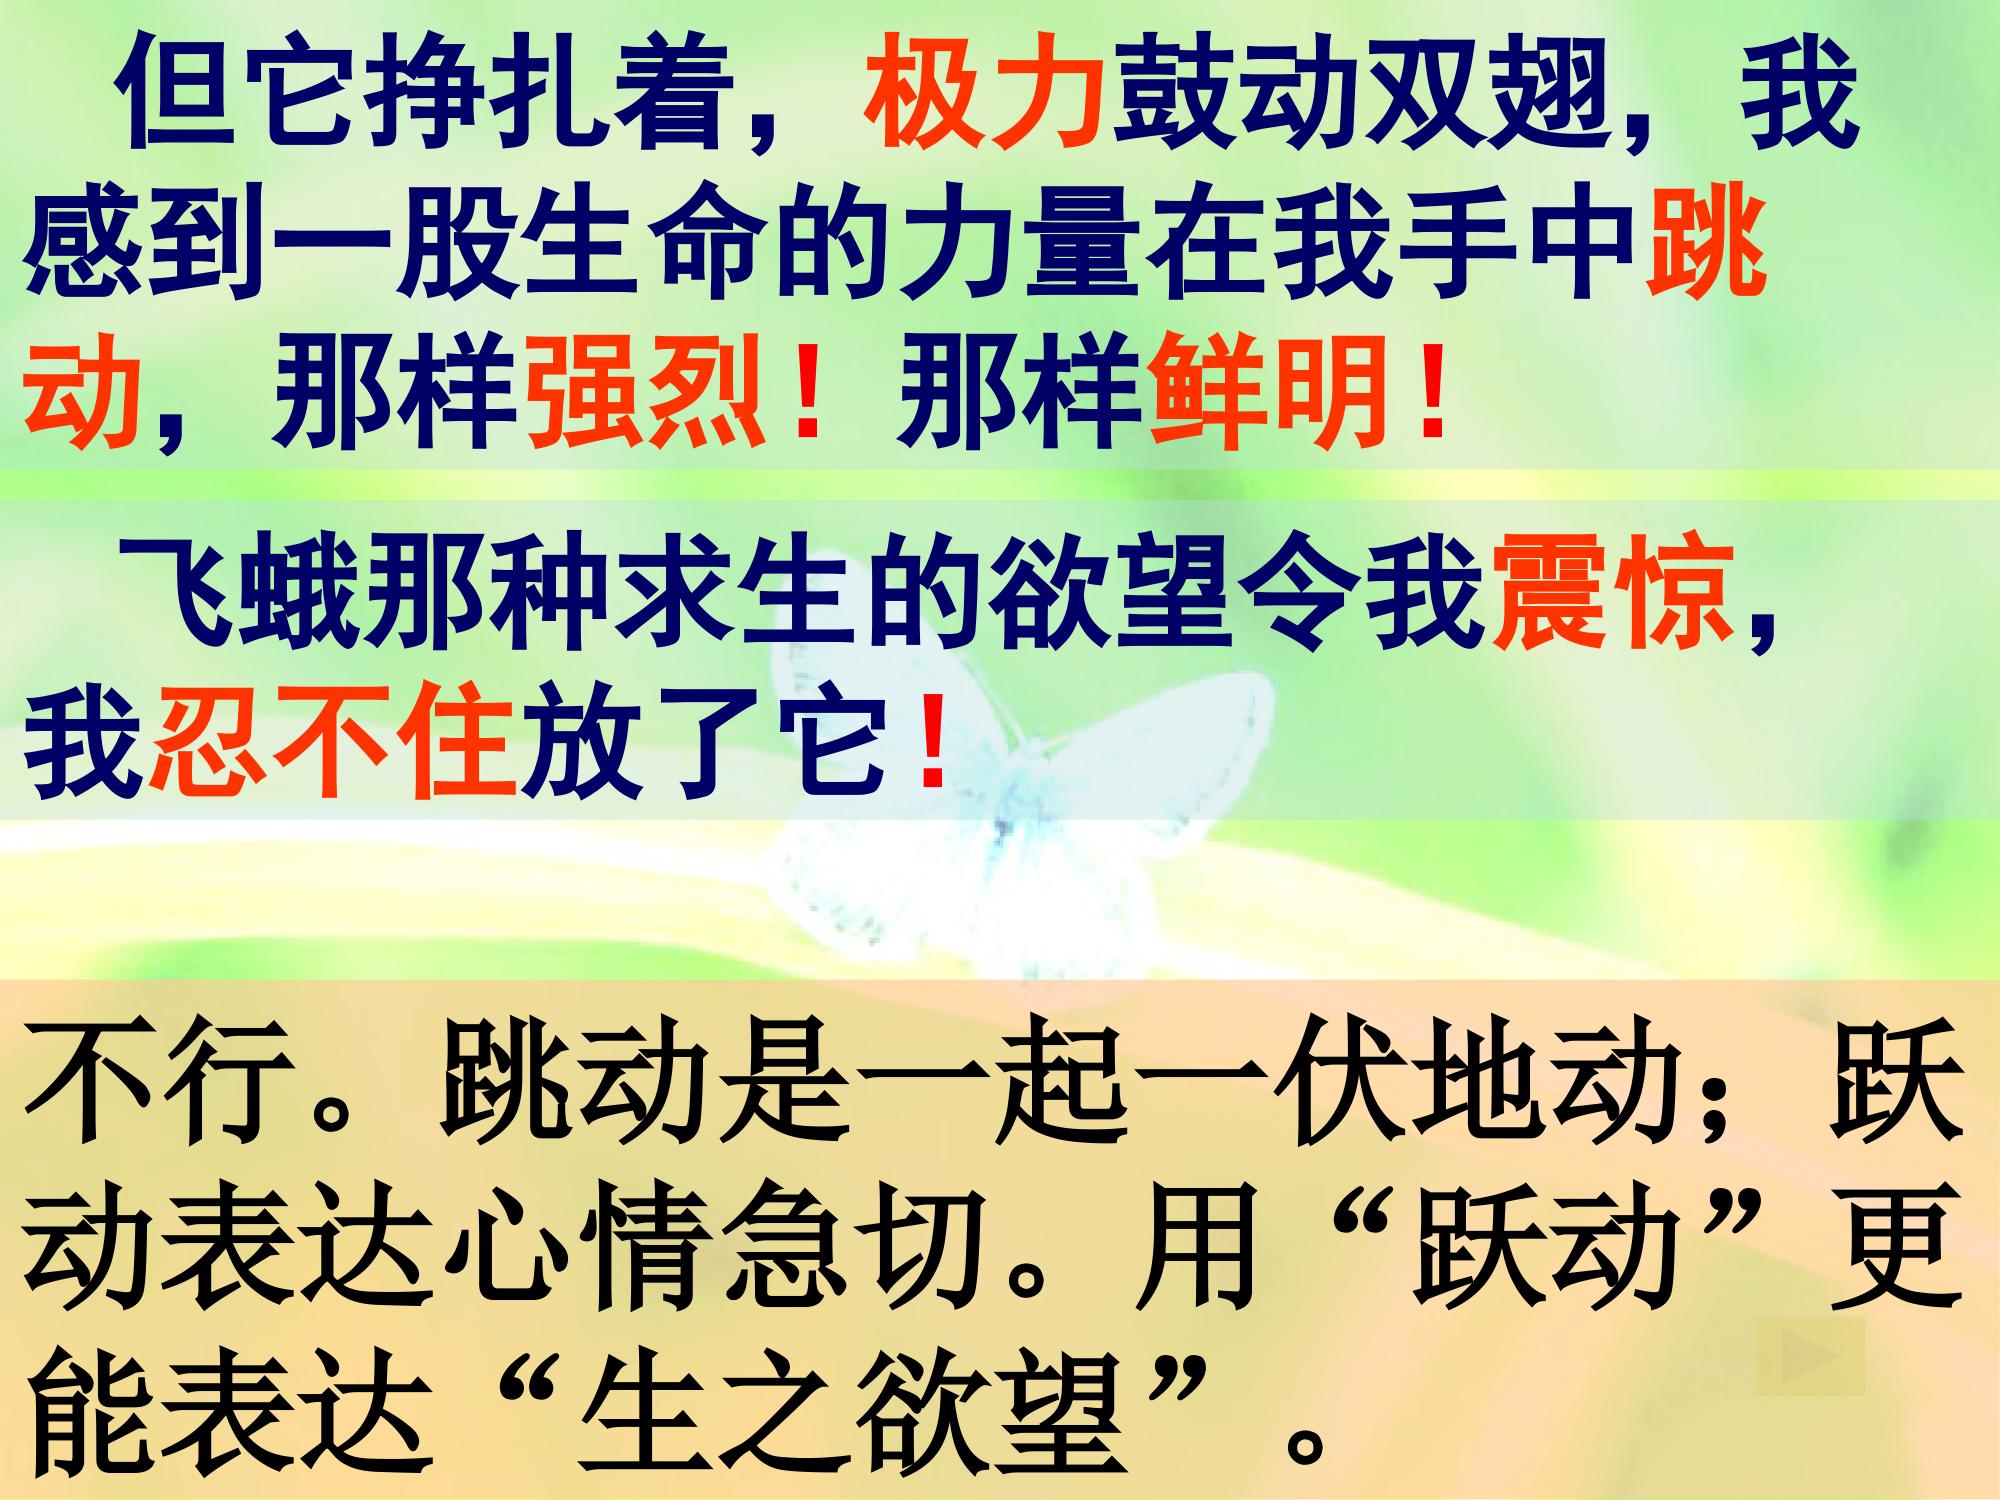 但它挣扎着，极力鼓动双翅，我
感到一股生命的力量在我手中跳
动，那样强烈！那样鲜明！
飞蛾那种求生的欲望令我震惊，
我忍不住放了它！
不行。跳动是一起一伏地动；跃
动表达心情急切。用“跃动”更
能表达“生之欲望”。